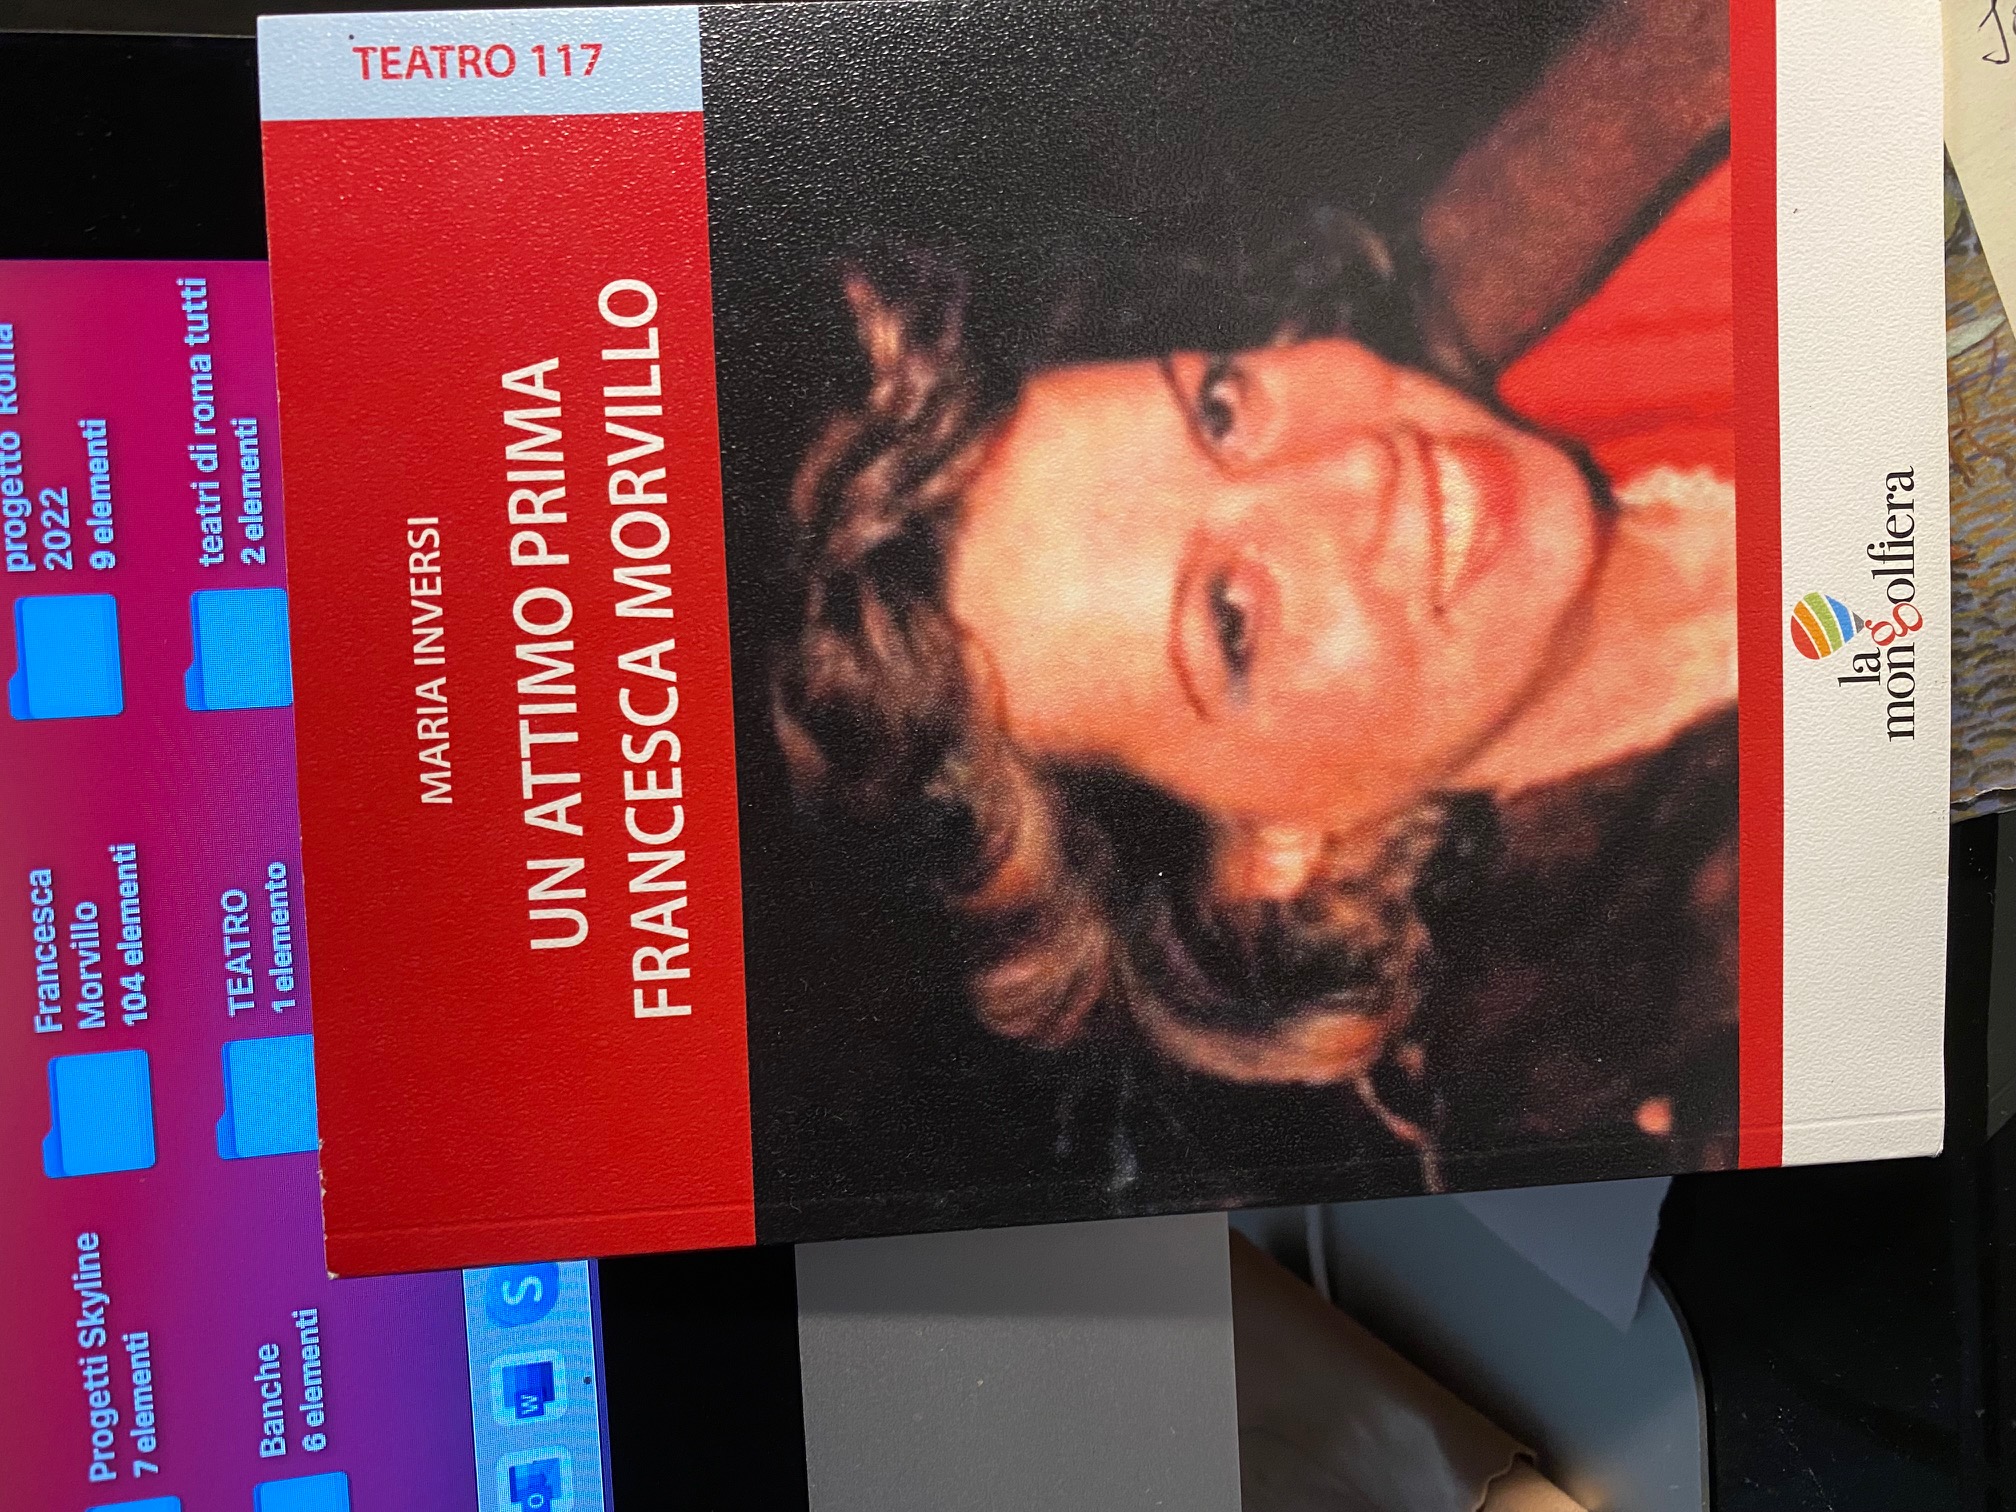 TEATRO 117
MARIA INVERSI
UN ATTIMO PRIMA
FRANCESCA MORVILLO
la
mongolfiera
progetto Roma
2022
9 elementi
teatri di roma tutti
2 elementi
Francesca
Morvillo
104 elementi
TEATRO
1 elemento
Progetti Skyline
7 elementi
Banche
6 elementi
S
W
O